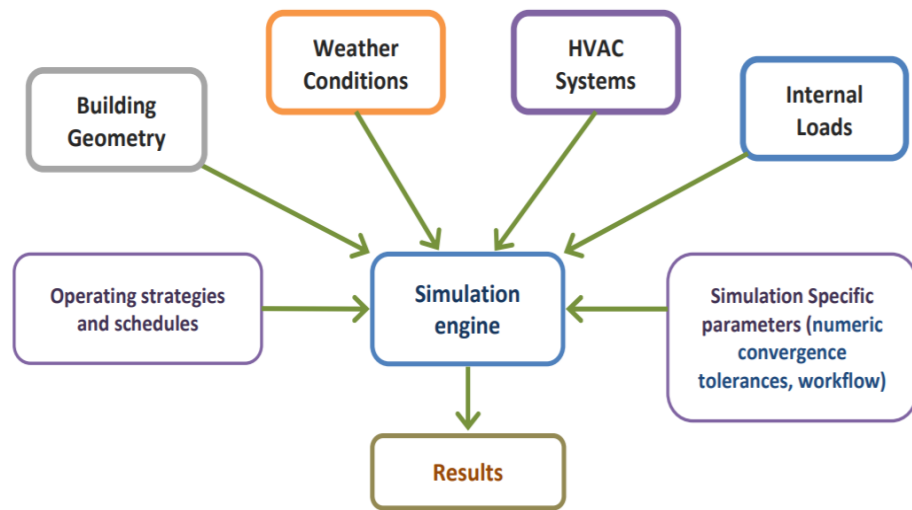 Weather
Conditions
HVAC
Systems
Building
Geometry
Internal
Loads
Operating strategies
and schedules
Simulation
engine
Simulation Specific
parameters (numeric
convergence
tolerances, workflow)
Results